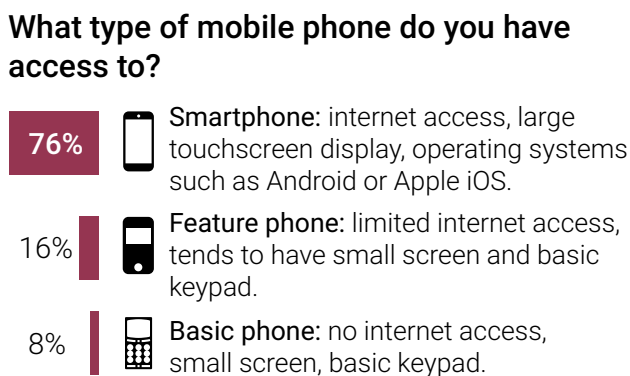 What type of mobile phone do you have
access to?
76%
Smartphone: internet access, large
touchscreen display, operating systems
such as Android or Apple iOS.
16%
Feature phone: limited internet access,
tends to have small screen and basic
keypad.
8%
Basic phone: no internet access,
small screen, basic keypad.